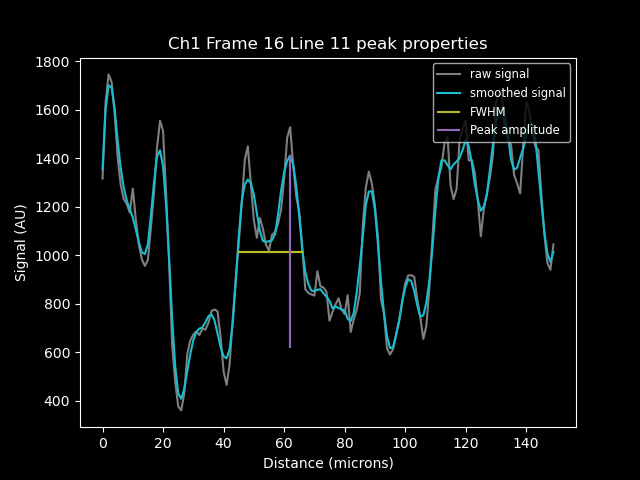 Ch1 Frame 16 Line 11 peak properties
raw signal
smoothed signal
FWHM
Peak amplitude
Signal (AU)
1800
1600
1400
1200
1000
800
600
400
0 20 40 60 80 100 120 140
Distance (microns)